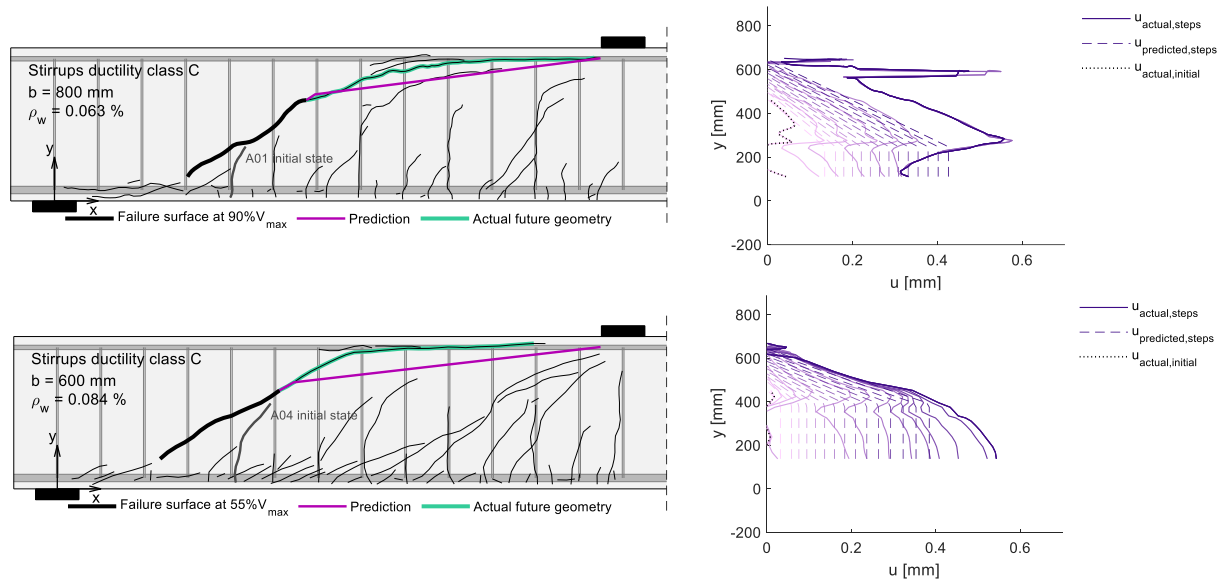 Stirrups ductility class C
b = 800 mm
ρw = 0.063 %
y
A01 initial state
x
Failure surface at 90%Vmax
Prediction
Actual future geometry
800
600
400
200
0
-200
y [mm]
0
0.2
0.4
0.6
u [mm]
uactual,steps
upredicted,steps
uactual,initial
Stirrups ductility class C
b = 600 mm
ρw = 0.084 %
y
A04 initial state
x
Failure surface at 55%Vmax
Prediction
Actual future geometry
800
600
400
200
0
-200
y [mm]
0
0.2
0.4
0.6
u [mm]
uactual,steps
upredicted,steps
uactual,initial